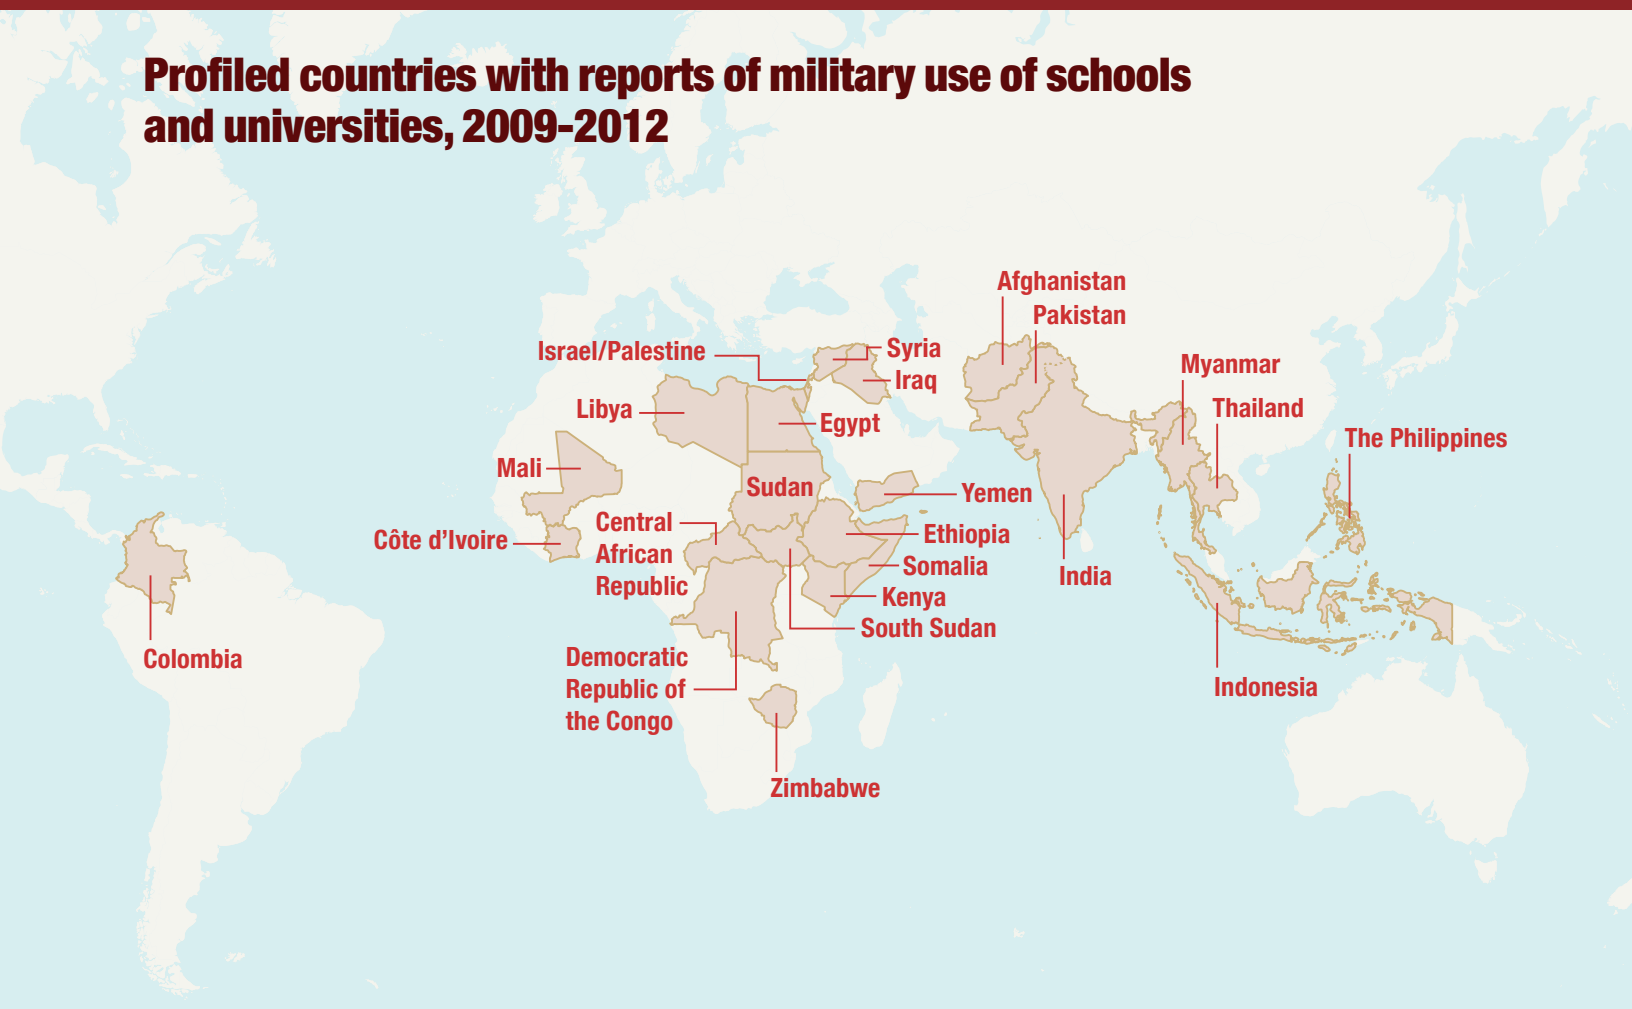 Profiled countries with reports of military use of schools
and universities, 2009-2012
Afghanistan
Pakistan
Israel/Palestine
Syria
Iraq
Myanmar
Libya
Egypt
Thailand
The Philippines
Mali
Sudan
Yemen
Côte d’Ivoire
Central
African
Republic
Ethiopia
Somalia
India
Kenya
South Sudan
Colombia
Democratic
Republic of
the Congo
Indonesia
Zimbabwe